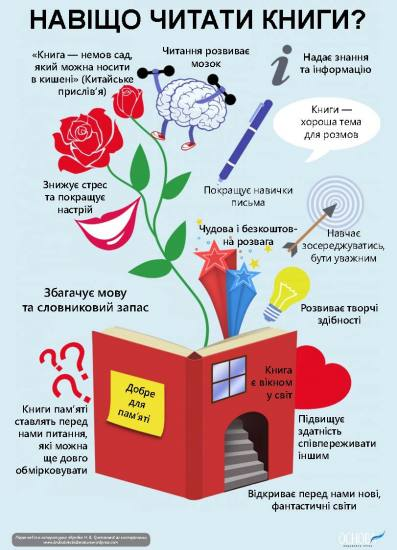 НАВІЩО ЧИТАТИ КНИГИ?
«Книга — немов сад,
який можна носити
в кишені» (Китайське
прислів'я)
Читання розвиває
мозок
Надає знання
та інформацію
Книги —
хороша тема
для розмов
Знижує стрес
та покращує
настрій
Покращує навички
письма
Чудова і безкоштов-
на розвага
Навчає
зосереджуватись,
бути уважним
Збагачує мову
та словниковий запас
Розвиває творчі
здібності
Добре
для
пам'яті
Книга
є вікном
у світ
Книги пам'яті
ставлять перед
нами питання,
які можна
ще довго
обмірковувати
Підвищує
здатність
співпереживати
іншим
Відкриває перед нами нові,
фантастичні світи
ОСНОВА